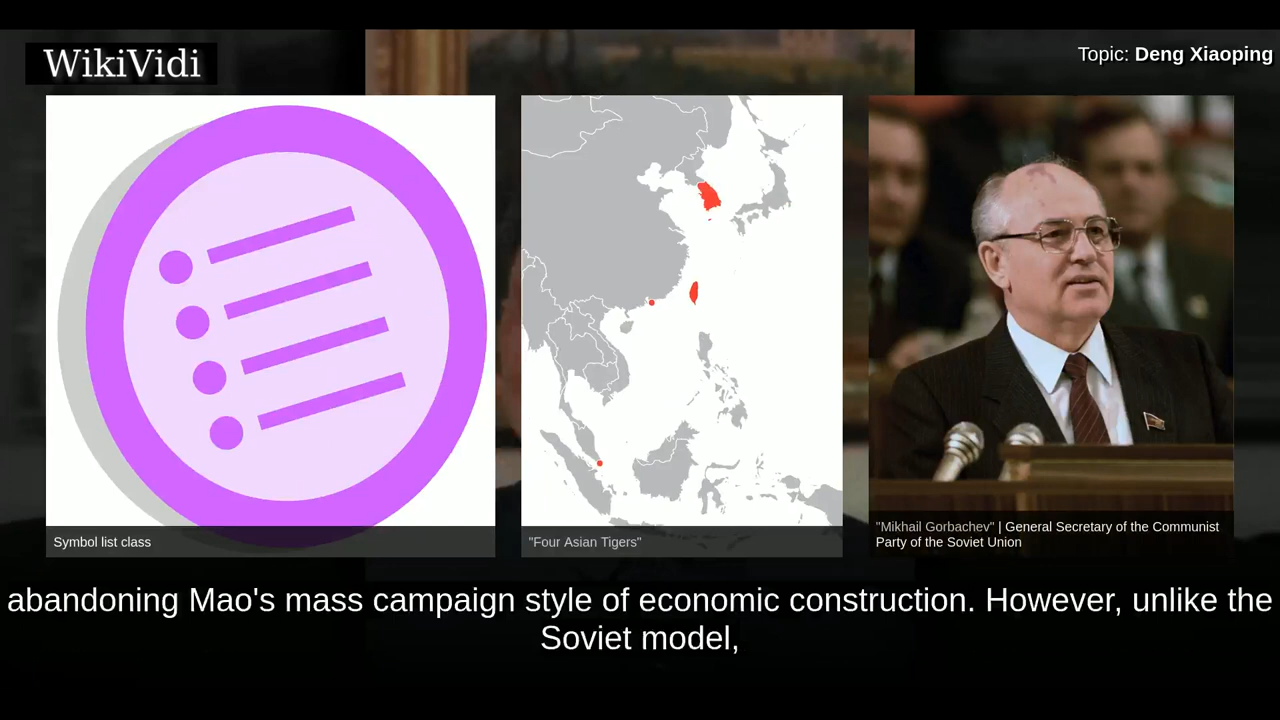 WikiVidi
Topic: Deng Xiaoping
Symbol list class
"Four Asian Tigers"
"Mikhail Gorbachev" | General Secretary of the Communist
Party of the Soviet Union
abandoning Mao's mass campaign style of economic construction. However, unlike the
Soviet model,